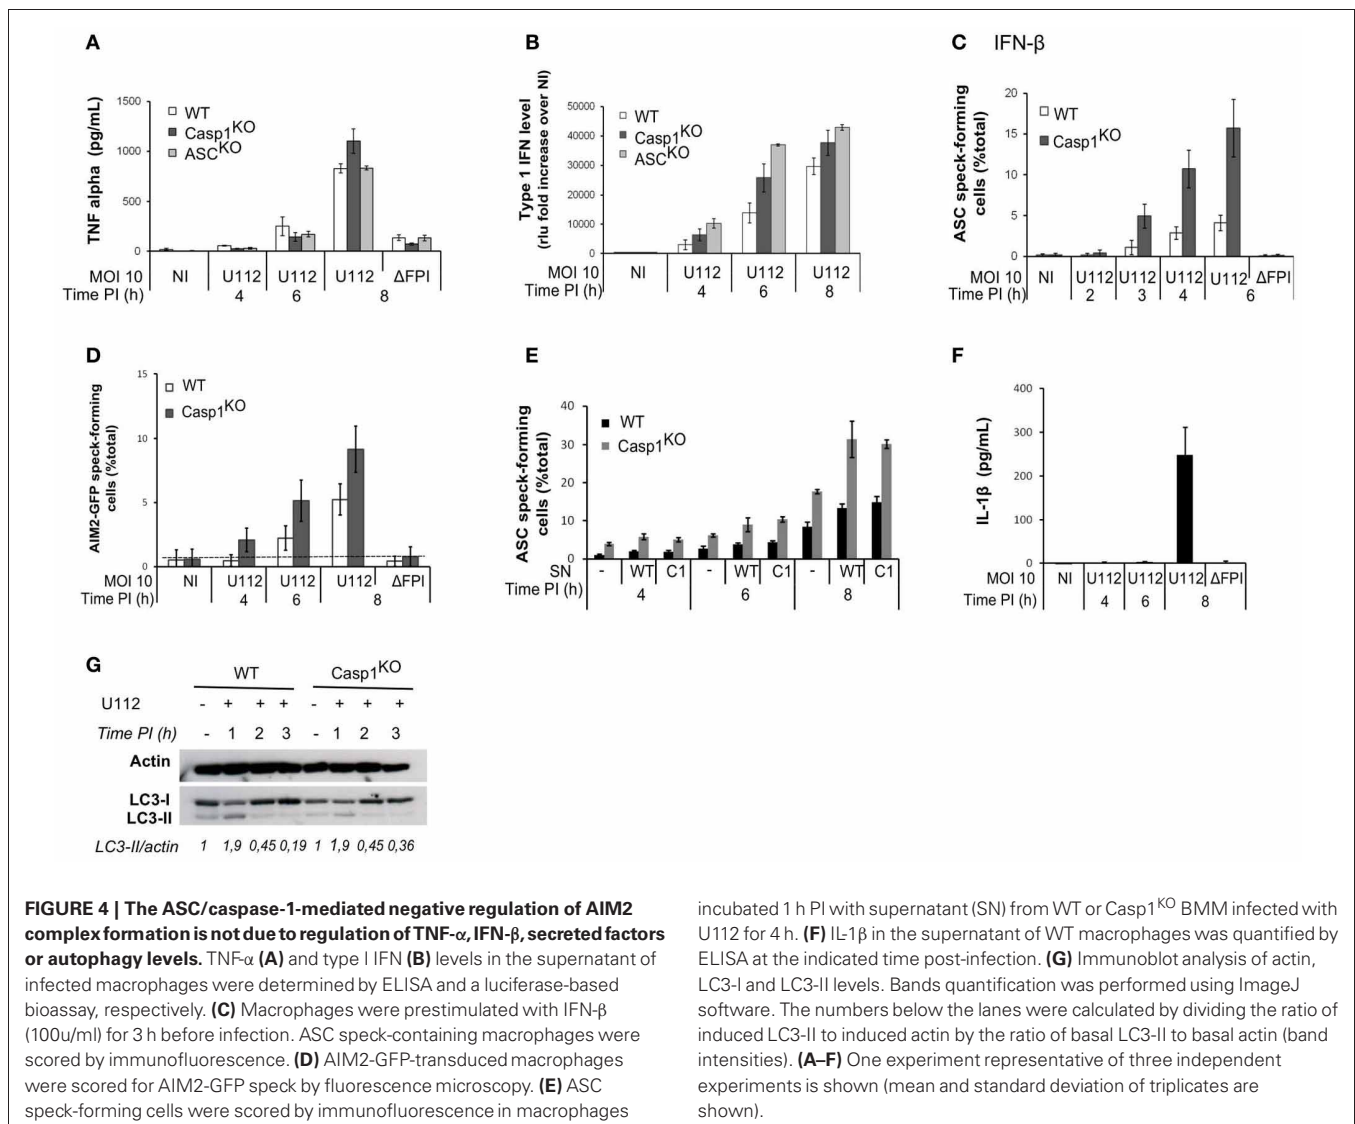 A
TNF alpha (pg/mL)
1500
1000
500
0
WT
Casp1KO
ASCKO
MOI 10 NI U112 U112 U112 ΔFPI
Time PI (h) 4 6 8
B
Type 1 IFN level
(rlu fold increase over NI)
50000
40000
30000
20000
10000
0
WT
Casp1KO
ASCKO
MOI 10 NI U112 U112 U112
Time PI (h) 4 6 8
C IFN-β
ASC speck-forming
cells (%total)
20
15
10
5
0
WT
Casp1KO
MOI 10 NI U112 U112 U112 U112 ΔFPI
Time PI (h) 2 3 4 6
D
AIM2-GFP speck-forming
cells (%total)
15
10
5
0
WT
Casp1KO
MOI 10 NI U112 U112 U112 ΔFPI
Time PI (h) 4 6 8
E
ASC speck-forming
cells (%total)
40
30
20
10
0
WT
Casp1KO
SN - WT C1 - WT C1 - WT C1
Time PI (h) 4 6 8
F
IL-1β (pg/mL)
400
300
200
100
0
MOI 10 NI U112 U112 U112 ΔFPI
Time PI (h) 4 6 8
G
WT Casp1KO
U112 - + + + - + + +
Time PI (h) - 1 2 3 - 1 2 3
Actin
LC3-I
LC3-II
LC3-II/actin 1 1,9 0,45 0,19 1 1,9 0,45 0,36
FIGURE 4 | The ASC/caspase-1-mediated negative regulation of AIM2
complex formation is not due to regulation of TNF-α, IFN-β, secreted factors
or autophagy levels. TNF-α (A) and type I IFN (B) levels in the supernatant of
infected macrophages were determined by ELISA and a luciferase-based
bioassay, respectively. (C) Macrophages were prestimulated with IFN-β
(100u/ml) for 3 h before infection. ASC speck-containing macrophages were
scored by immunofluorescence. (D) AIM2-GFP-transduced macrophages
were scored for AIM2-GFP speck by fluorescence microscopy. (E) ASC
speck-forming cells were scored by immunofluorescence in macrophages
incubated 1 h PI with supernatant (SN) from WT or Casp1KO BMM infected with
U112 for 4 h. (F) IL-1β in the supernatant of WT macrophages was quantified by
ELISA at the indicated time post-infection. (G) Immunoblot analysis of actin,
LC3-I and LC3-II levels. Bands quantification was performed using ImageJ
software. The numbers below the lanes were calculated by dividing the ratio of
induced LC3-II to induced actin by the ratio of basal LC3-II to basal actin (band
intensities). (A–F) One experiment representative of three independent
experiments is shown (mean and standard deviation of triplicates are
shown).